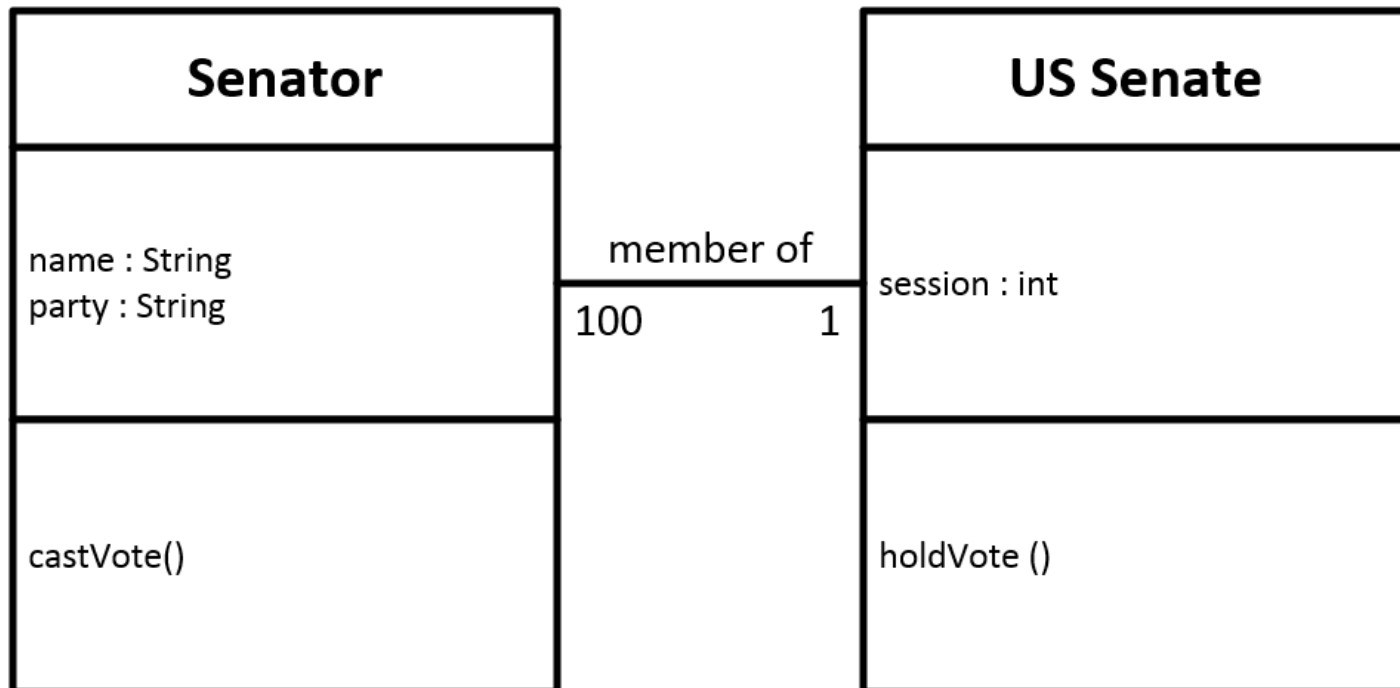 Senator
name : String
party : String
castVote()
member of
100
1
US Senate
session : int
holdVote ()